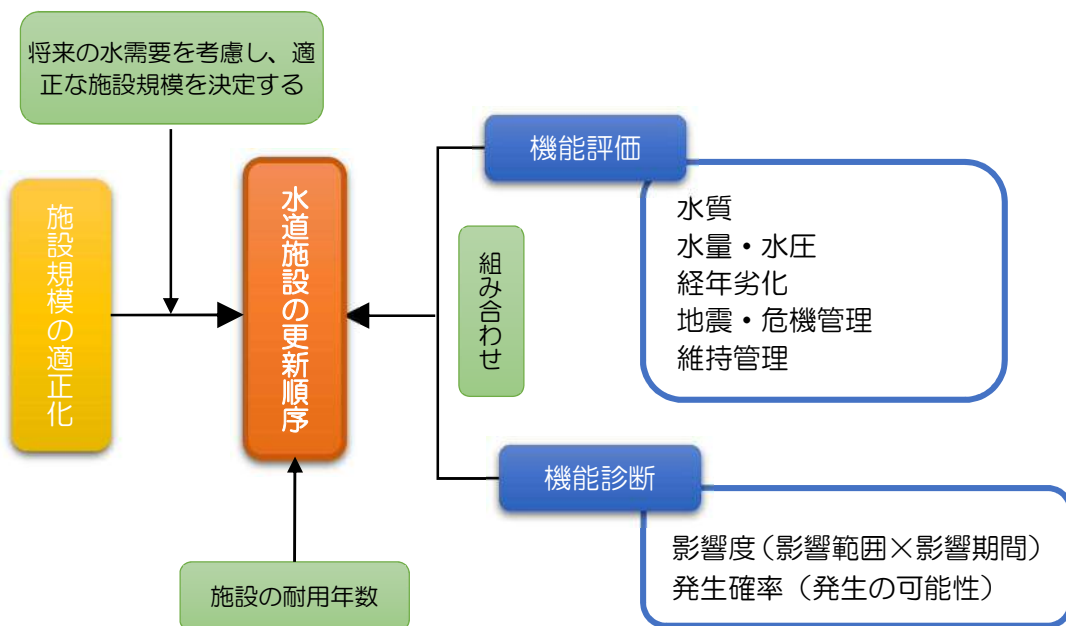 将来の水需要を考慮し、適
正な施設規模を決定する
施設規模の適正化
水道施設の更新順序
施設の耐用年数
組み合わせ
機能評価
水質
水量・水圧
経年劣化
地震・危機管理
維持管理
機能診断
影響度（影響範囲×影響期間）
発生確率（発生の可能性）